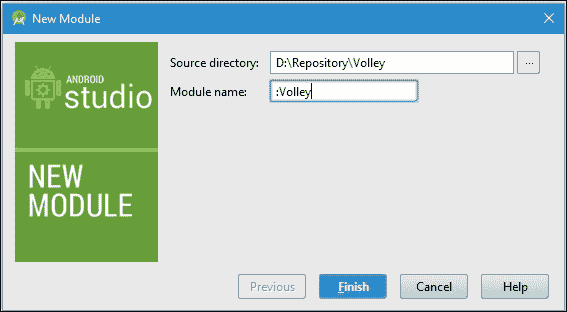 New Module
Source directory: D:\Repository\Volley ...
Module name: :Volley
ANDROID
studio
NEW
MODULE
Previous Finish Cancel Help